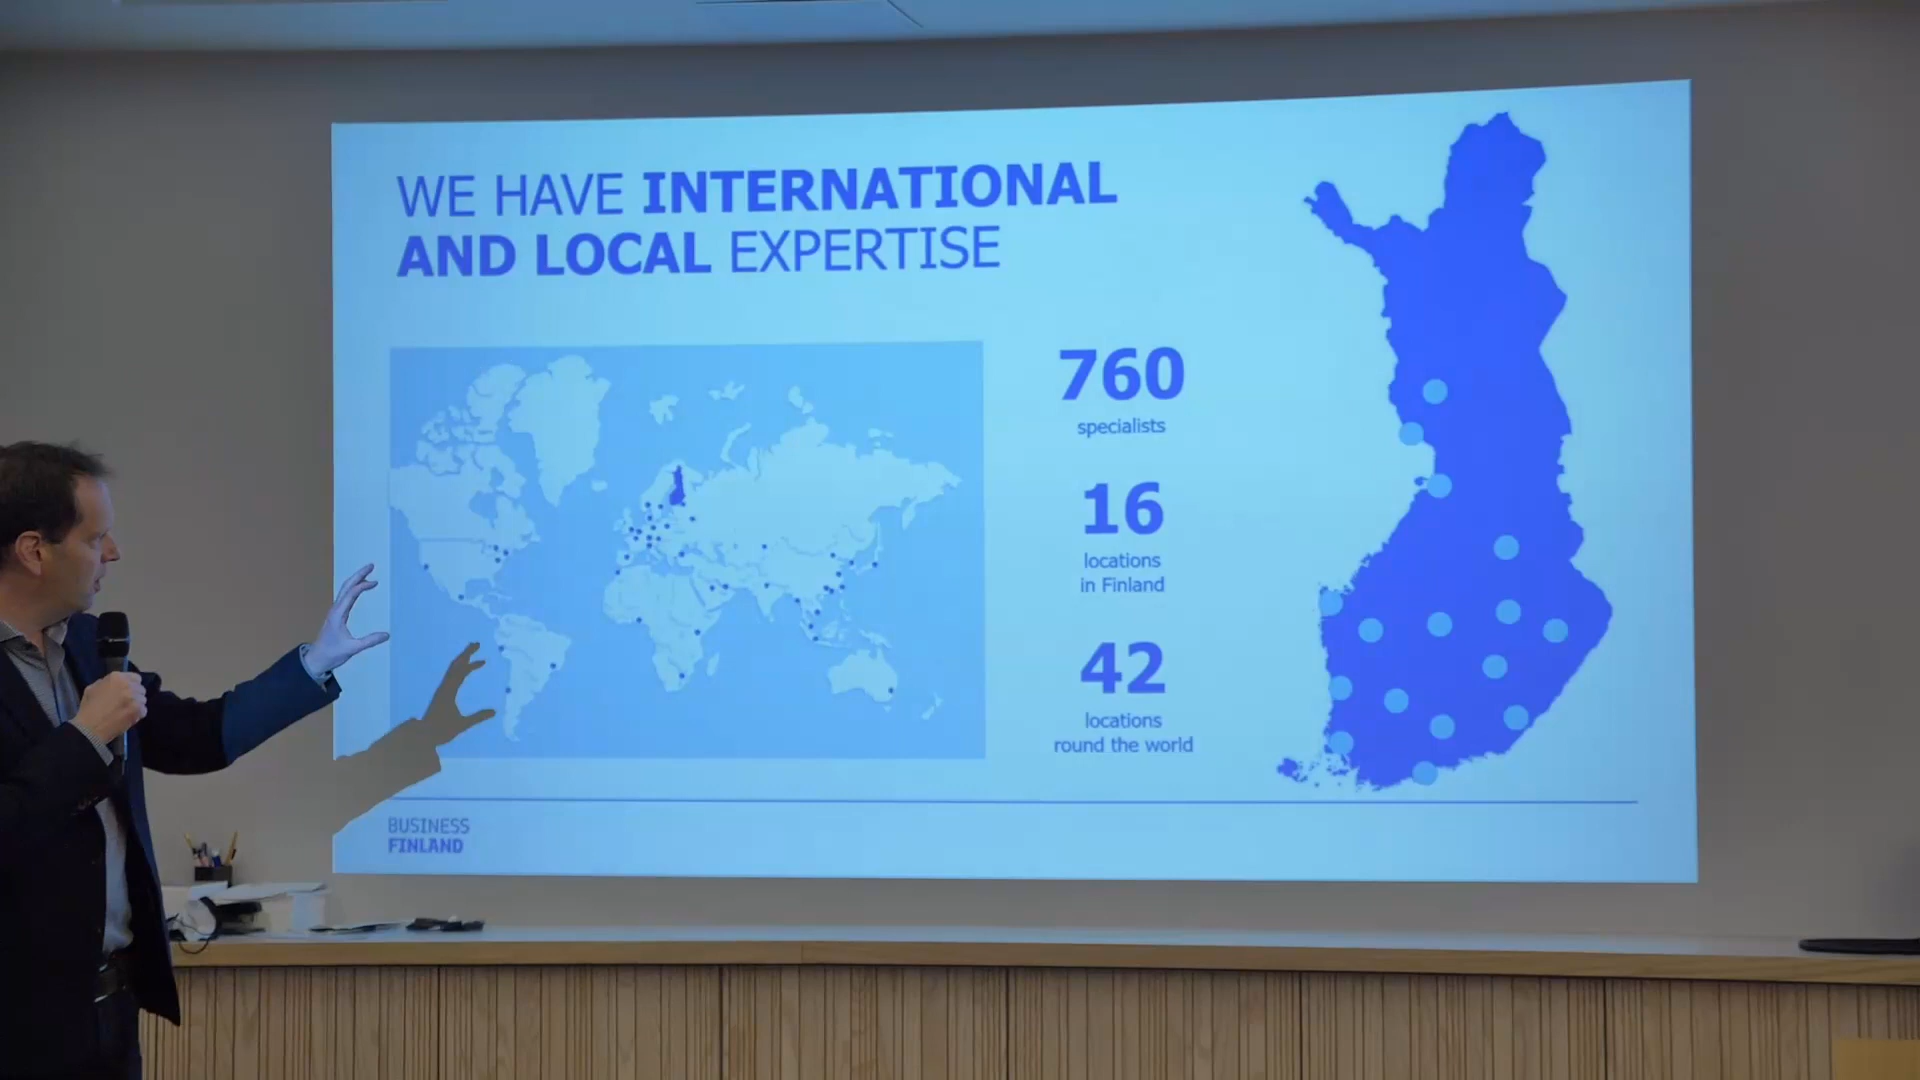 WE HAVE INTERNATIONAL
AND LOCAL EXPERTISE
760
specialists
16
locations
in Finland
42
locations
round the world
BUSINESS
FINLAND